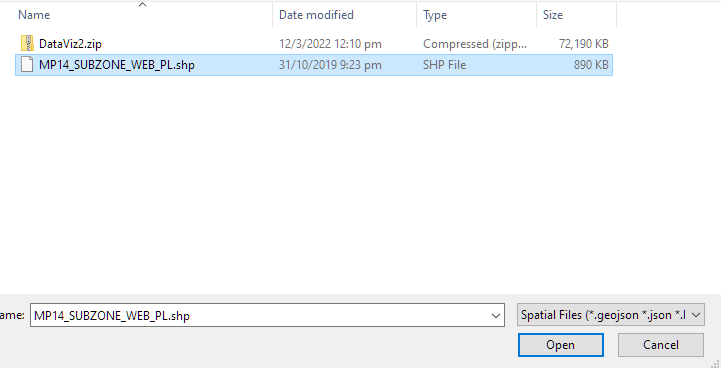 Name Date modified Type Size
DataViz2.zip 12/3/2022 12:10 pm Compressed (zipp... 72,190 KB
MP14_SUBZONE_WEB_PL.shp 31/10/2019 9:23 pm SHP File 890 KB
ame: MP14_SUBZONE_WEB_PL.shp Spatial Files (*.geojson *.json *.l
Open Cancel